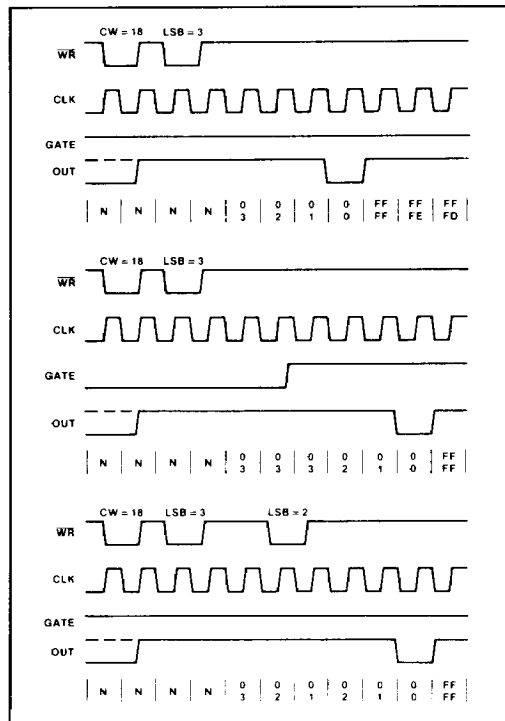 CW = 18 LSB = 3
WR
CLK
GATE
OUT
N N N N 0 0 0 0 FF FF FF
3 2 1 0 FF FE FD
CW = 18 LSB = 3
WR
CLK
GATE
OUT
N N N N 0 0 0 0 0 0 FF
3 3 3 2 1 0 FF
CW = 18 LSB = 3 LSB = 2
WR
CLK
GATE
OUT
N N N N 0 0 0 0 0 0 FF
3 2 1 2 1 0 FF